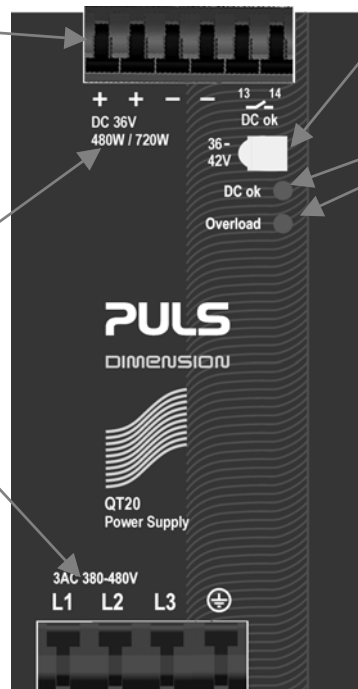 + + − − 13 14
DC ok
DC 36V
480W / 720W
36-
42V
DC ok
Overload
PULS
DIMENSION
QT20
Power Supply
3AC 380-480V
L1 L2 L3